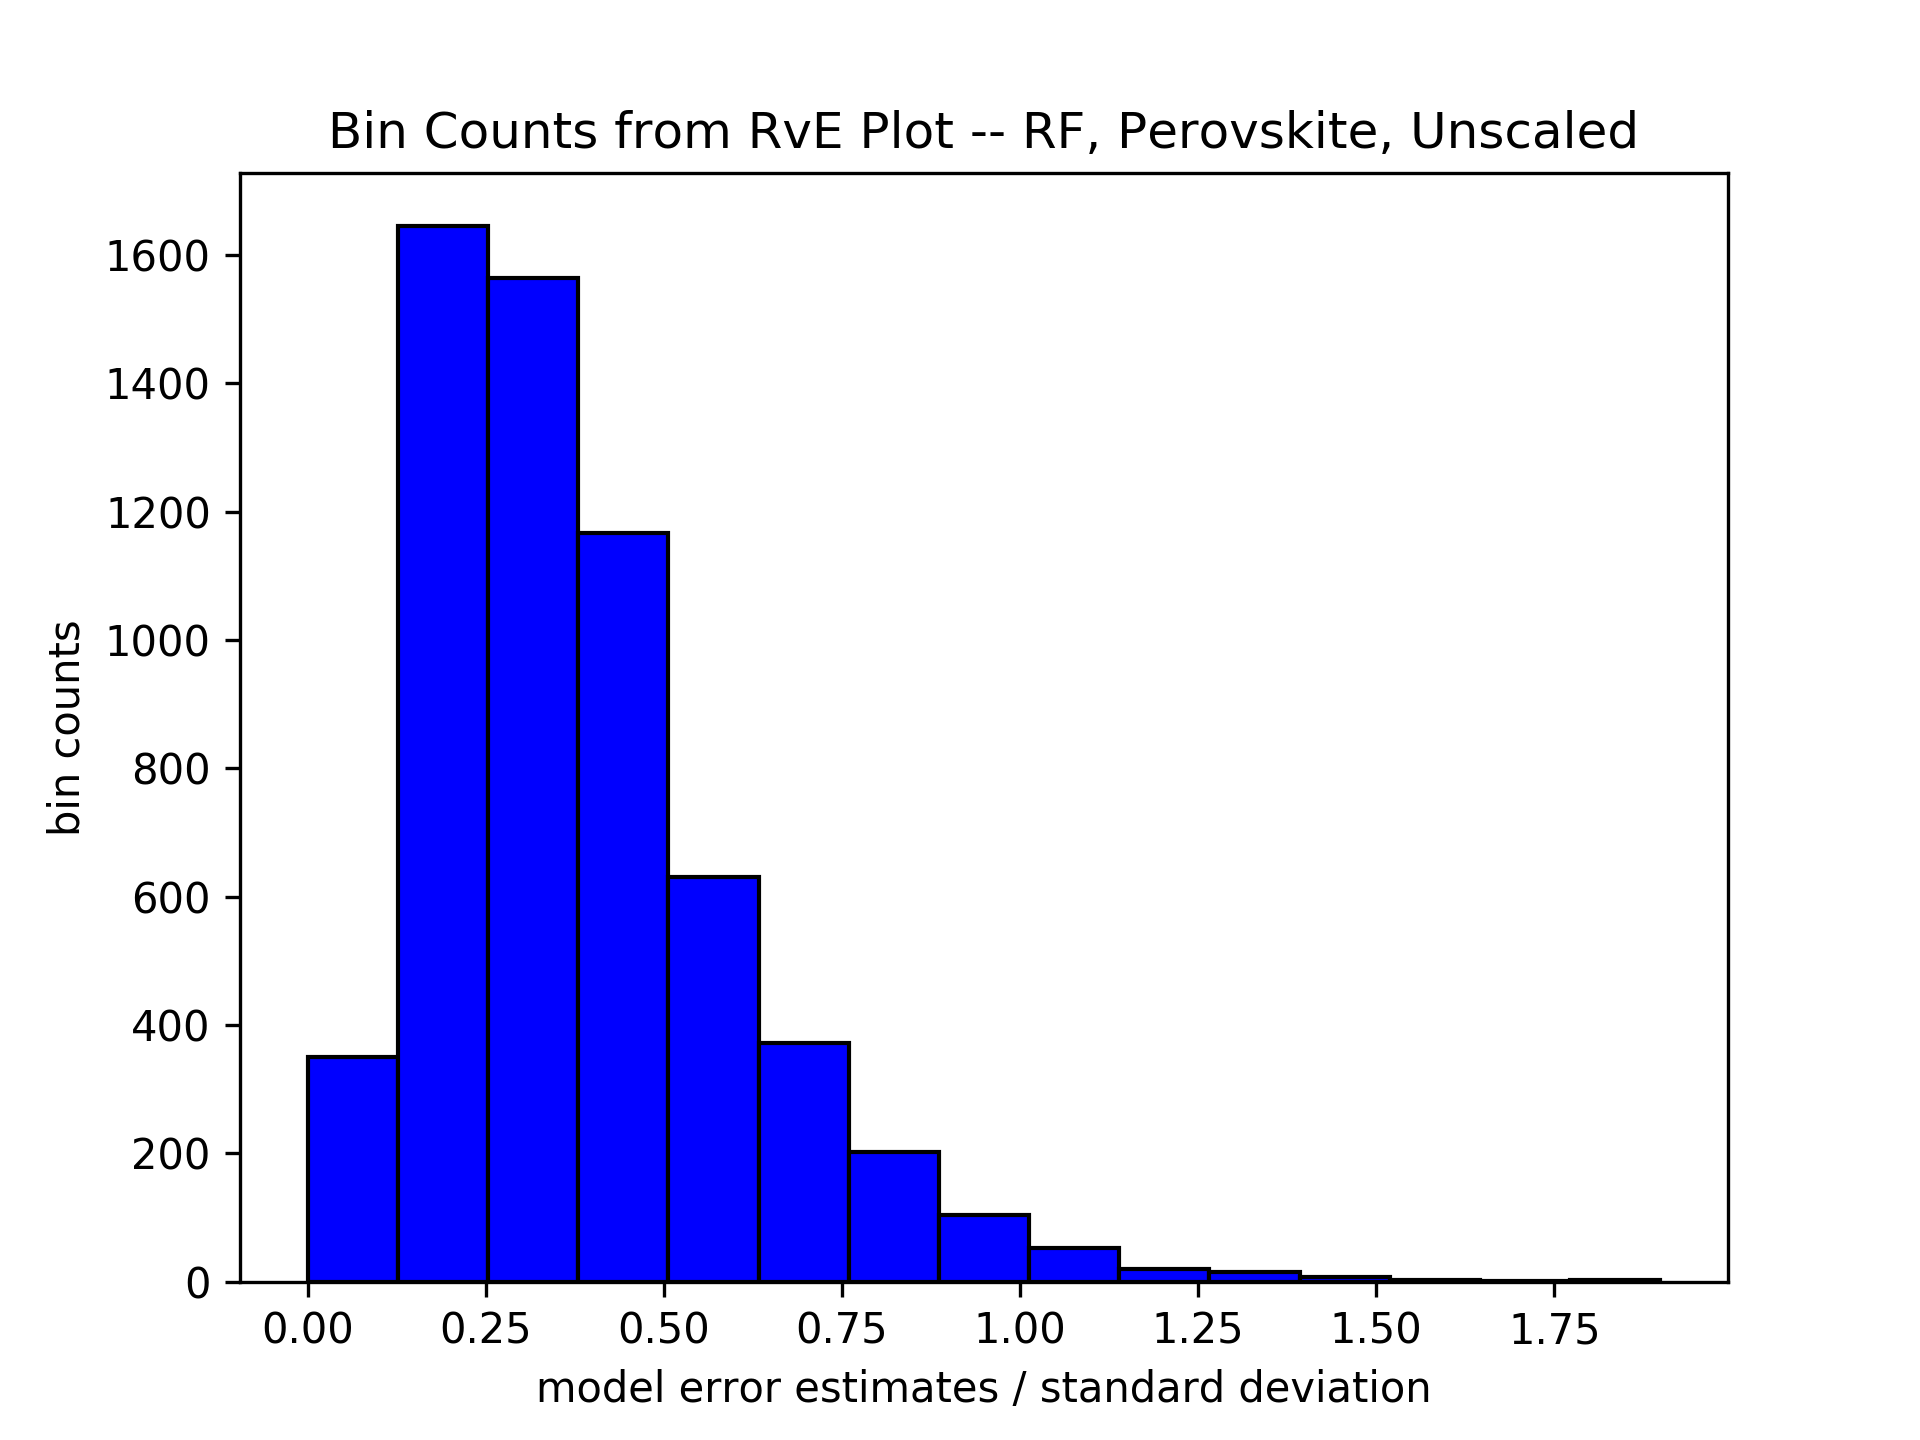 Bin Counts from RvE Plot -- RF, Perovskite, Unscaled
1600
1400
1200
1000
800
600
400
200
0
bin counts
0.00 0.25 0.50 0.75 1.00 1.25 1.50 1.75
model error estimates / standard deviation